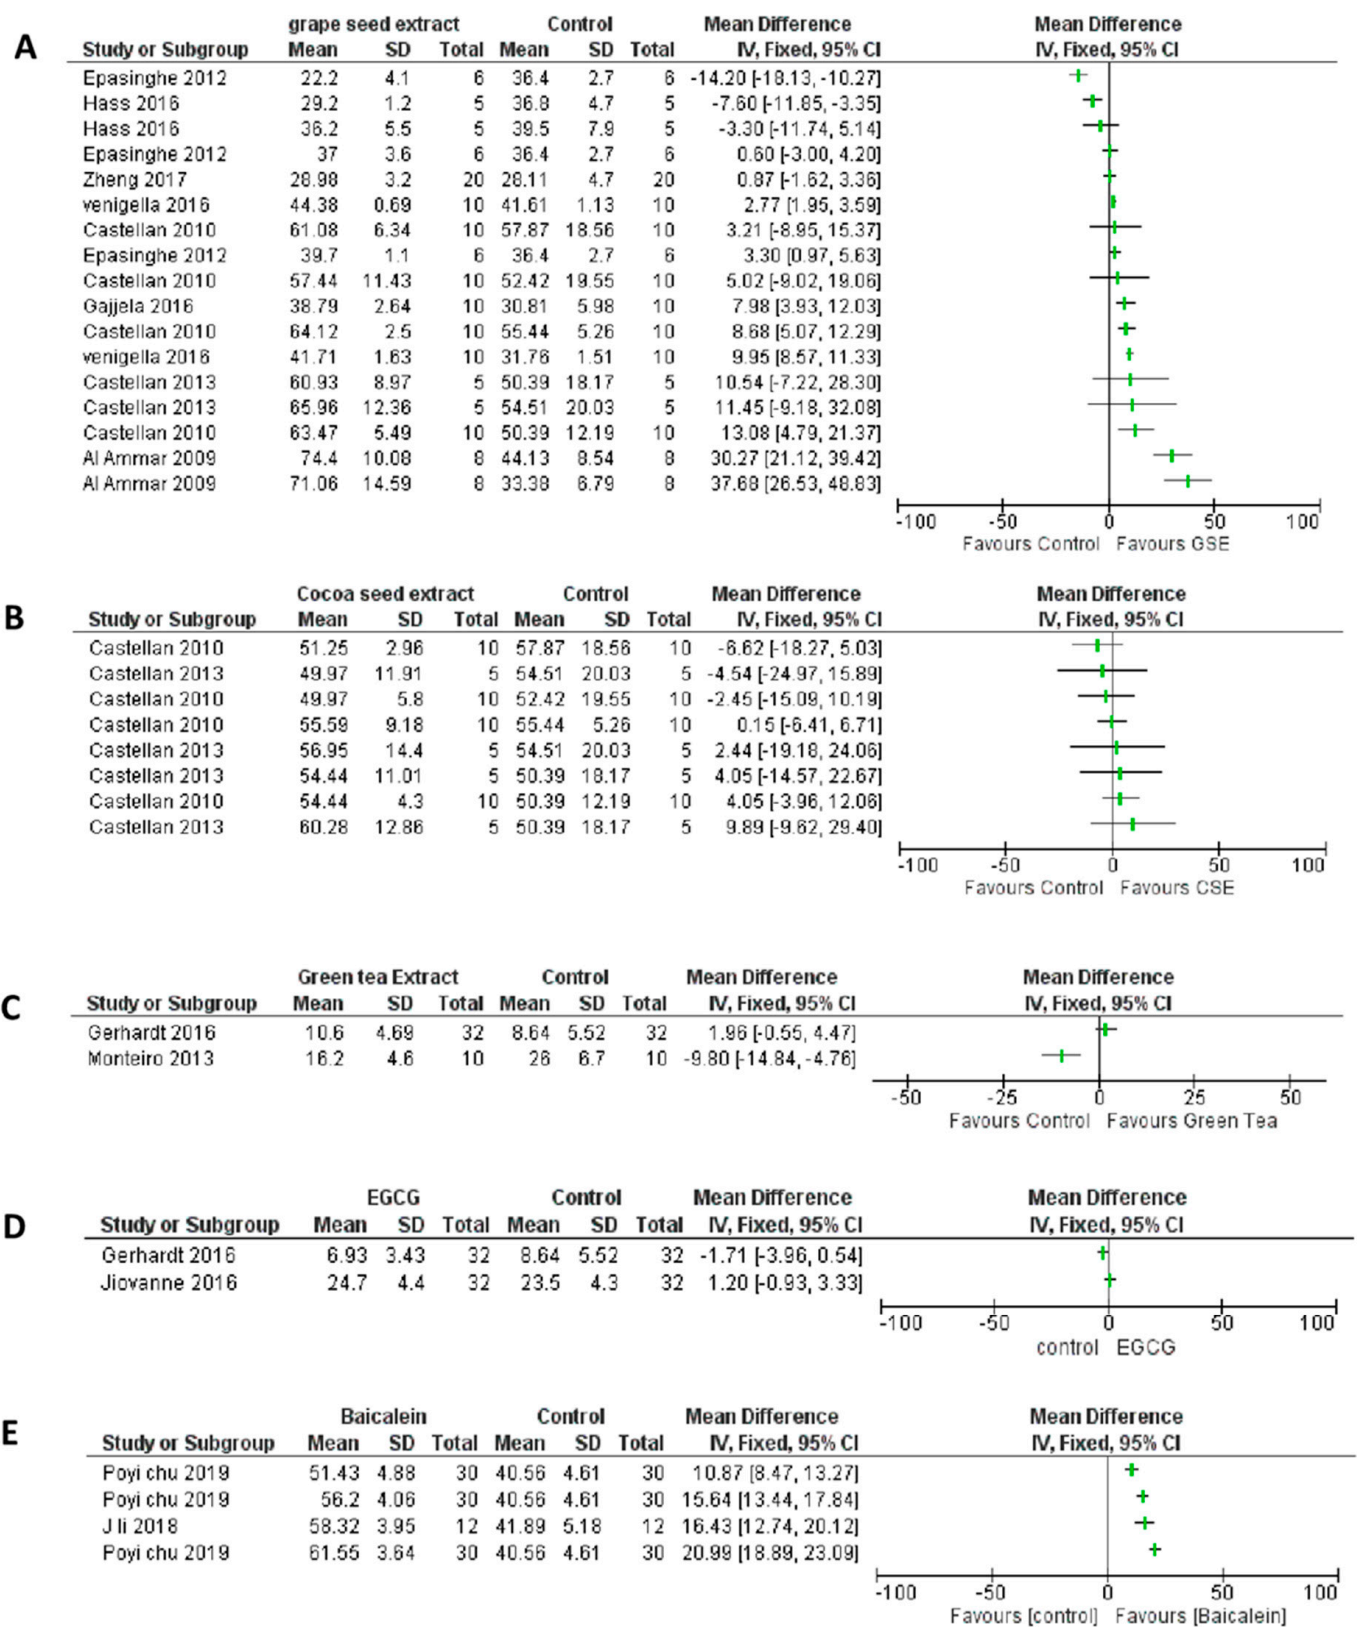 A
grape seed extract Control Mean Difference Mean Difference
Study or Subgroup Mean SD Total Mean SD Total IV, Fixed, 95% CI IV, Fixed, 95% CI
Epasinghe 2012 22.2 4.1 6 36.4 2.7 6 -14.20 [-18.13, -10.27]
Hass 2016 29.2 1.2 5 36.8 4.7 5 -7.60 [-11.85, -3.35]
Hass 2016 36.2 5.5 5 39.5 7.9 5 -3.30 [-11.74, 5.14]
Epasinghe 2012 37 3.6 6 36.4 2.7 6 0.60 [-3.00, 4.20]
Zheng 2017 28.98 3.2 20 28.11 4.7 20 0.87 [-1.62, 3.36]
venigella 2016 44.38 0.69 10 41.61 1.13 10 2.77 [1.95, 3.59]
Castellan 2010 61.08 6.34 10 57.87 18.56 10 3.21 [-8.95, 15.37]
Epasinghe 2012 39.7 1.1 6 36.4 2.7 6 3.30 [0.97, 5.63]
Castellan 2010 57.44 11.43 10 52.42 19.55 10 5.02 [-9.02, 19.06]
Gajjela 2016 38.79 2.64 10 30.81 5.98 10 7.98 [3.93, 12.03]
Castellan 2010 64.12 2.5 10 55.44 5.26 10 8.68 [5.07, 12.29]
venigella 2016 41.71 1.63 10 31.76 1.51 10 9.95 [8.57, 11.33]
Castellan 2013 60.93 8.97 5 50.39 18.17 5 10.54 [-7.22, 28.30]
Castellan 2013 65.96 12.36 5 54.51 20.03 5 11.45 [-9.18, 32.08]
Castellan 2010 63.47 5.49 10 50.39 12.19 10 13.08 [4.79, 21.37]
Al Ammar 2009 74.4 10.08 8 44.13 8.54 8 30.27 [21.12, 39.42]
Al Ammar 2009 71.06 14.59 8 33.38 6.79 8 37.68 [26.53, 48.83]
-100 -50 0 50 100
Favours Control Favours GSE
B
Cocoa seed extract Control Mean Difference Mean Difference
Study or Subgroup Mean SD Total Mean SD Total IV, Fixed, 95% CI IV, Fixed, 95% CI
Castellan 2010 51.25 2.96 10 57.87 18.56 10 -6.62 [-18.27, 5.03]
Castellan 2013 49.97 11.91 5 54.51 20.03 5 -4.54 [-24.97, 15.89]
Castellan 2010 49.97 5.8 10 52.42 19.55 10 -2.45 [-15.09, 10.19]
Castellan 2010 55.59 9.18 10 55.44 5.26 10 0.15 [-6.41, 6.71]
Castellan 2013 56.95 14.4 5 54.51 20.03 5 2.44 [-19.18, 24.06]
Castellan 2013 54.44 11.01 5 50.39 18.17 5 4.05 [-14.57, 22.67]
Castellan 2010 54.44 4.3 10 50.39 12.19 10 4.05 [-3.96, 12.06]
Castellan 2013 60.28 12.86 5 50.39 18.17 5 9.89 [-9.62, 29.40]
-100 -50 0 50 100
Favours Control Favours CSE
C
Green tea Extract Control Mean Difference Mean Difference
Study or Subgroup Mean SD Total Mean SD Total IV, Fixed, 95% CI IV, Fixed, 95% CI
Gerhardt 2016 10.6 4.69 32 8.64 5.52 32 1.96 [-0.55, 4.47]
Monteiro 2013 16.2 4.6 10 26 6.7 10 -9.80 [-14.84, -4.76]
-50 -25 0 25 50
Favours Control Favours Green Tea
D
EGCG Control Mean Difference Mean Difference
Study or Subgroup Mean SD Total Mean SD Total IV, Fixed, 95% CI IV, Fixed, 95% CI
Gerhardt 2016 6.93 3.43 32 8.64 5.52 32 -1.71 [-3.96, 0.54]
Jiovanne 2016 24.7 4.4 32 23.5 4.3 32 1.20 [-0.93, 3.33]
-100 -50 0 50 100
control EGCG
E
Baicalein Control Mean Difference Mean Difference
Study or Subgroup Mean SD Total Mean SD Total IV, Fixed, 95% CI IV, Fixed, 95% CI
Poyi chu 2019 51.43 4.88 30 40.56 4.61 30 10.87 [8.47, 13.27]
Poyi chu 2019 56.2 4.06 30 40.56 4.61 30 15.64 [13.44, 17.84]
J li 2018 58.32 3.95 12 41.89 5.18 12 16.43 [12.74, 20.12]
Poyi chu 2019 61.55 3.64 30 40.56 4.61 30 20.99 [18.89, 23.09]
-100 -50 0 50 100
Favours [control] Favours [Baicalein]